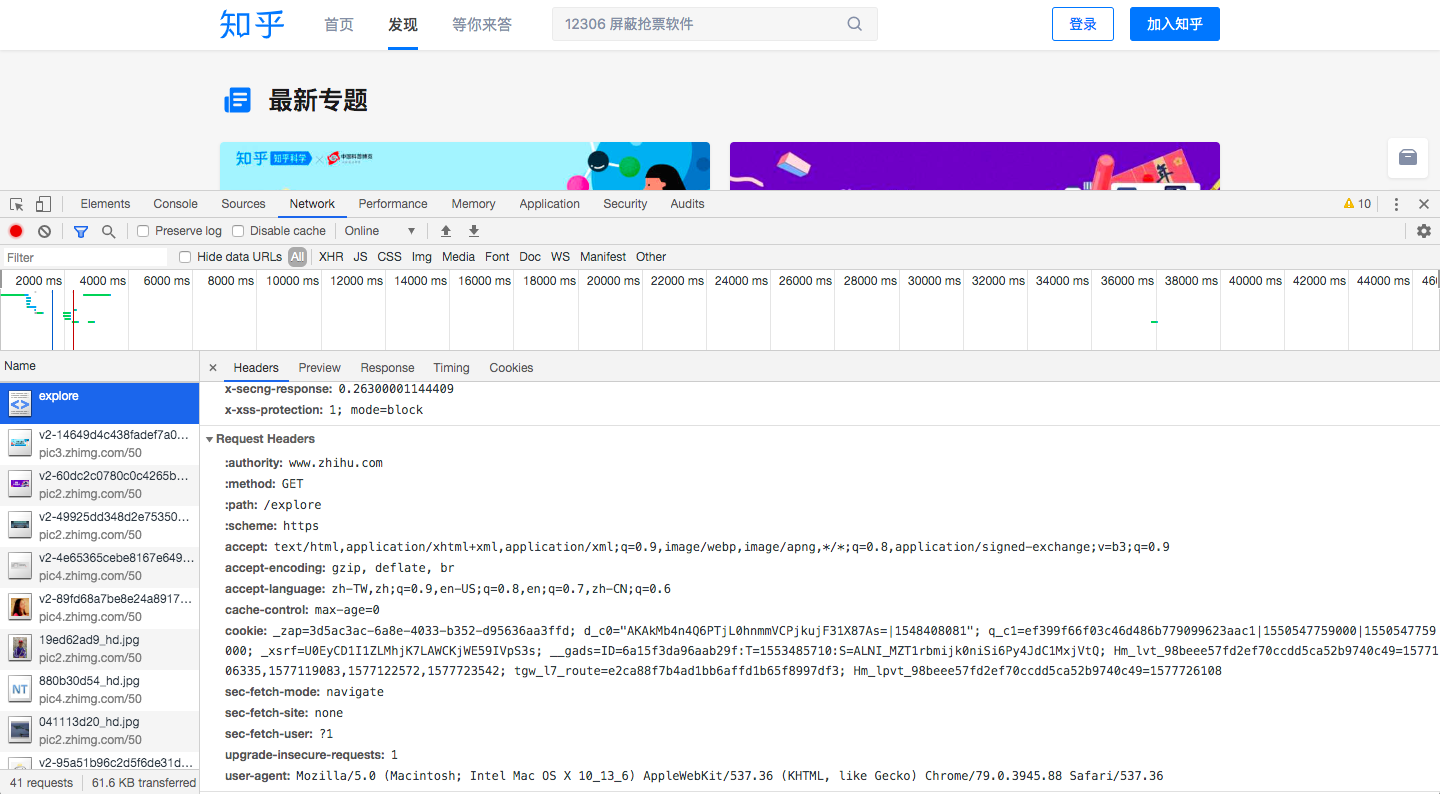 知乎 首页 发现 等你来答 12306 屏蔽抢票软件 登录 加入知乎
最新专题
知乎 知乎科学 ×
年
Elements Console Sources Network Performance Memory Application Security Audits 10
Preserve log Disable cache Online ▼
Filter Hide data URLs All XHR JS CSS Img Media Font Doc WS Manifest Other
2000 ms 4000 ms 6000 ms 8000 ms 10000 ms 12000 ms 14000 ms 16000 ms 18000 ms 20000 ms 22000 ms 24000 ms 26000 ms 28000 ms 30000 ms 32000 ms 34000 ms 36000 ms 38000 ms 40000 ms 42000 ms 44000 ms 460
Name
× Headers Preview Response Timing Cookies
explore
v2-14649d4c438fadef7a0…
pic3.zhimg.com/50
v2-60dc2c0780c0c4265b…
pic2.zhimg.com/50
v2-49925dd348d2e75350…
pic2.zhimg.com/50
v2-4e65365cebe8167e649…
pic4.zhimg.com/50
v2-89fd68a7be8e24a8917…
pic4.zhimg.com/50
19ed62ad9_hd.jpg
pic2.zhimg.com/50
NT
880b30d54_hd.jpg
pic4.zhimg.com/50
041113d20_hd.jpg
pic2.zhimg.com/50
v2-95a51b96c2d5f6de31d…
41 requests 61.6 KB transferred
x-secng-response: 0.26300001144409
x-xss-protection: 1; mode=block
▼ Request Headers
:authority: www.zhihu.com
:method: GET
:path: /explore
:scheme: https
accept: text/html,application/xhtml+xml,application/xml;q=0.9,image/webp,image/apng,*/*;q=0.8,application/signed-exchange;v=b3;q=0.9
accept-encoding: gzip, deflate, br
accept-language: zh-TW,zh;q=0.9,en-US;q=0.8,en;q=0.7,zh-CN;q=0.6
cache-control: max-age=0
cookie: _zap=3d5ac3ac-6a8e-4033-b352-d95636aa3ffd; d_c0="AKAkMb4n4Q6PTjL0hnmmVCPjkujF31X87As=|1548408081"; q_c1=ef399f66f03c46d486b779099623aac1|1550547759000|1550547759
000; _xsrf=U0EyCD1I1ZLMhjK7LAWCKjWE59IVpS3s; __gads=ID=6a15f3da96aab29f:T=1553485710:S=ALNI_MZT1rbmijk0niSi6Py4JdC1MxjVtQ; Hm_lvt_98beee57fd2ef70ccdd5ca52b9740c49=15771
06335,1577119083,1577122572,1577723542; tgw_l7_route=e2ca88f7b4ad1bb6affd1b65f8997df3; Hm_lpvt_98beee57fd2ef70ccdd5ca52b9740c49=1577726108
sec-fetch-mode: navigate
sec-fetch-site: none
sec-fetch-user: ?1
upgrade-insecure-requests: 1
user-agent: Mozilla/5.0 (Macintosh; Intel Mac OS X 10_13_6) AppleWebKit/537.36 (KHTML, like Gecko) Chrome/79.0.3945.88 Safari/537.36